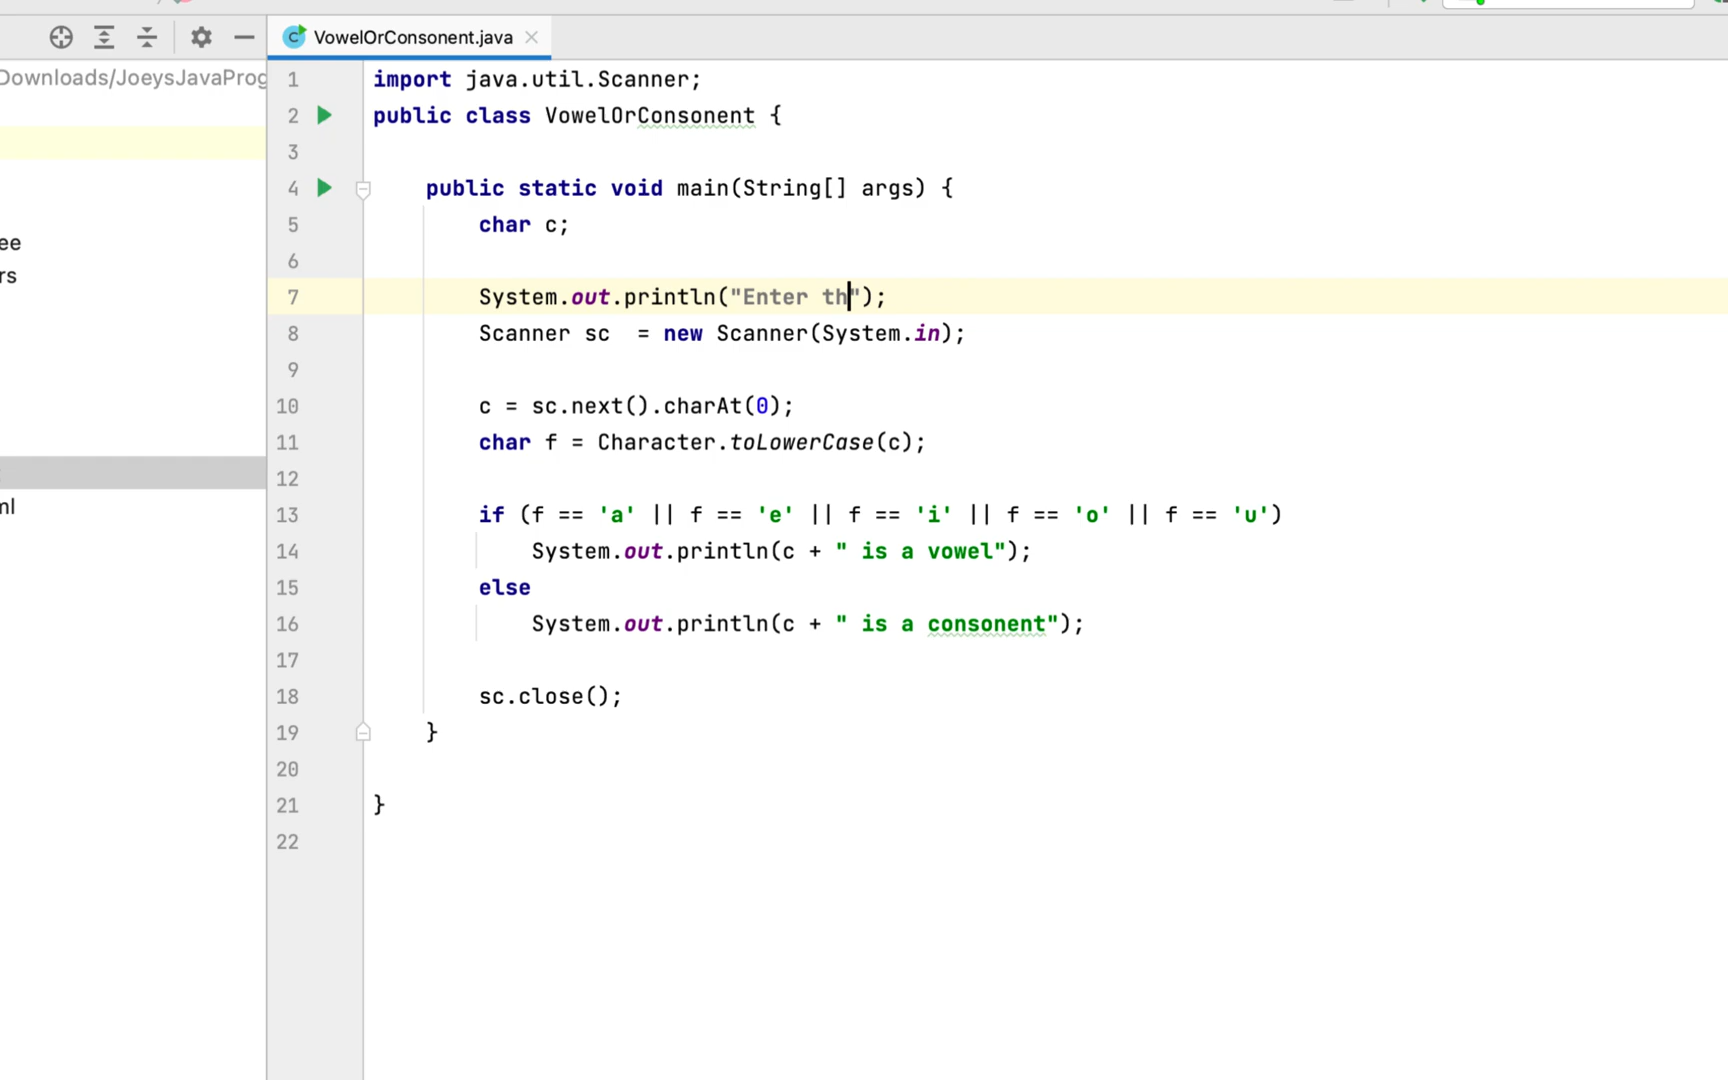 VowelOrConsonent.java
Downloads/JoeysJavaProg
ee
rs
ml
1 import java.util.Scanner;
2 public class VowelOrConsonent {
3
4 public static void main(String[] args) {
5 char c;
6
7 System.out.println("Enter th");
8 Scanner sc  = new Scanner(System.in);
9
10 c = sc.next().charAt(0);
11 char f = Character.toLowerCase(c);
12
13 if (f == 'a' || f == 'e' || f == 'i' || f == 'o' || f == 'u')
14 System.out.println(c + " is a vowel");
15 else
16 System.out.println(c + " is a consonent");
17
18 sc.close();
19 }
20
21 }
22